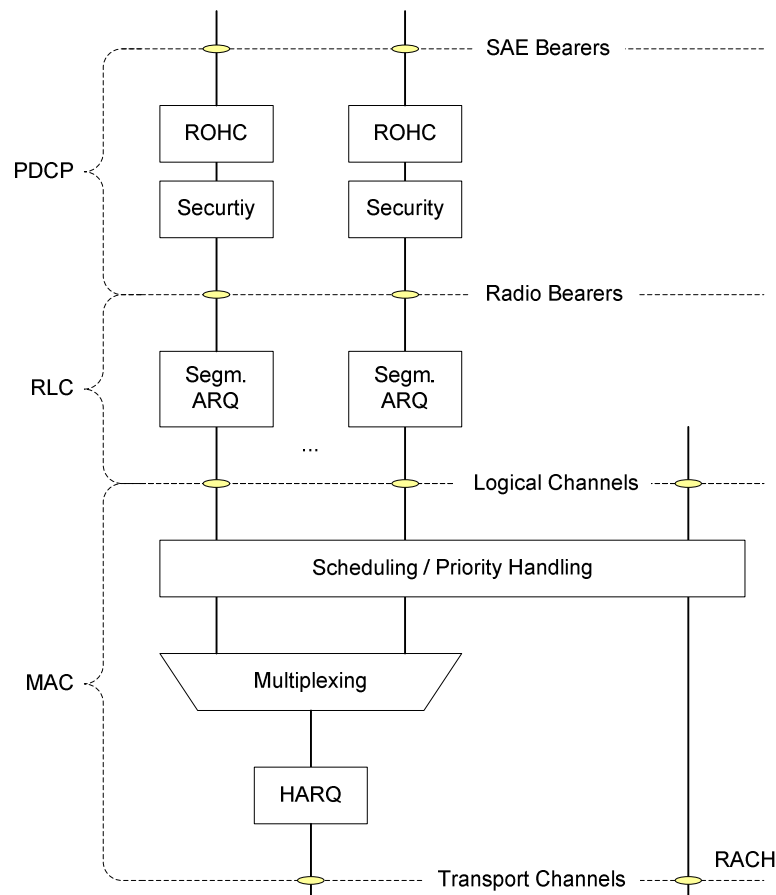 SAE Bearers
ROHC
ROHC
PDCP
Securtiy
Security
Radio Bearers
Segm.
ARQ
Segm.
ARQ
RLC
...
Logical Channels
Scheduling / Priority Handling
MAC
Multiplexing
HARQ
RACH
Transport Channels